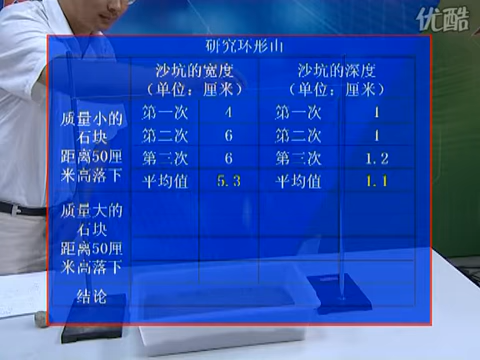 优酷
研究环形山
沙坑的宽度 沙坑的深度
(单位：厘米) (单位：厘米)
质量小的石块距离50厘米高落下
第一次 4 第一次 1
第二次 6 第二次 1
第三次 6 第三次 1.2
平均值 5.3 平均值 1.1
质量大的石块距离50厘米高落下
结论